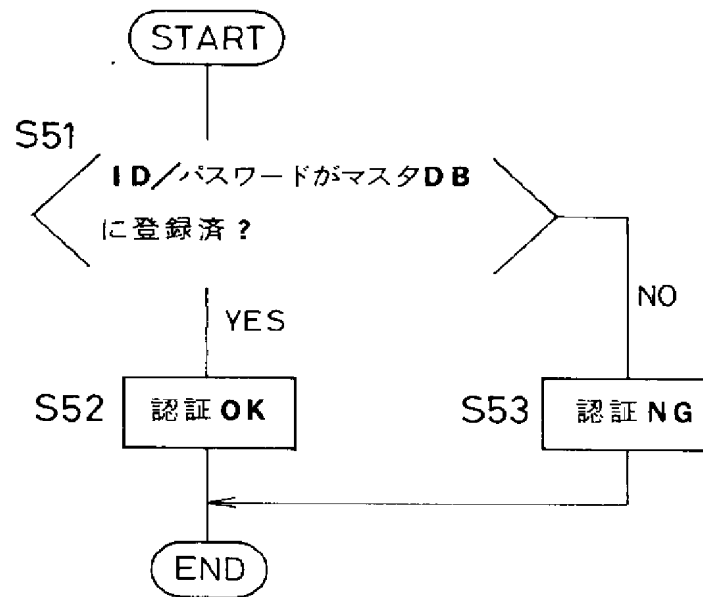 START
S51
ID/パスワードがマスタDB
に登録済?
NO
YES
S52
認証OK
S53
認証NG
END